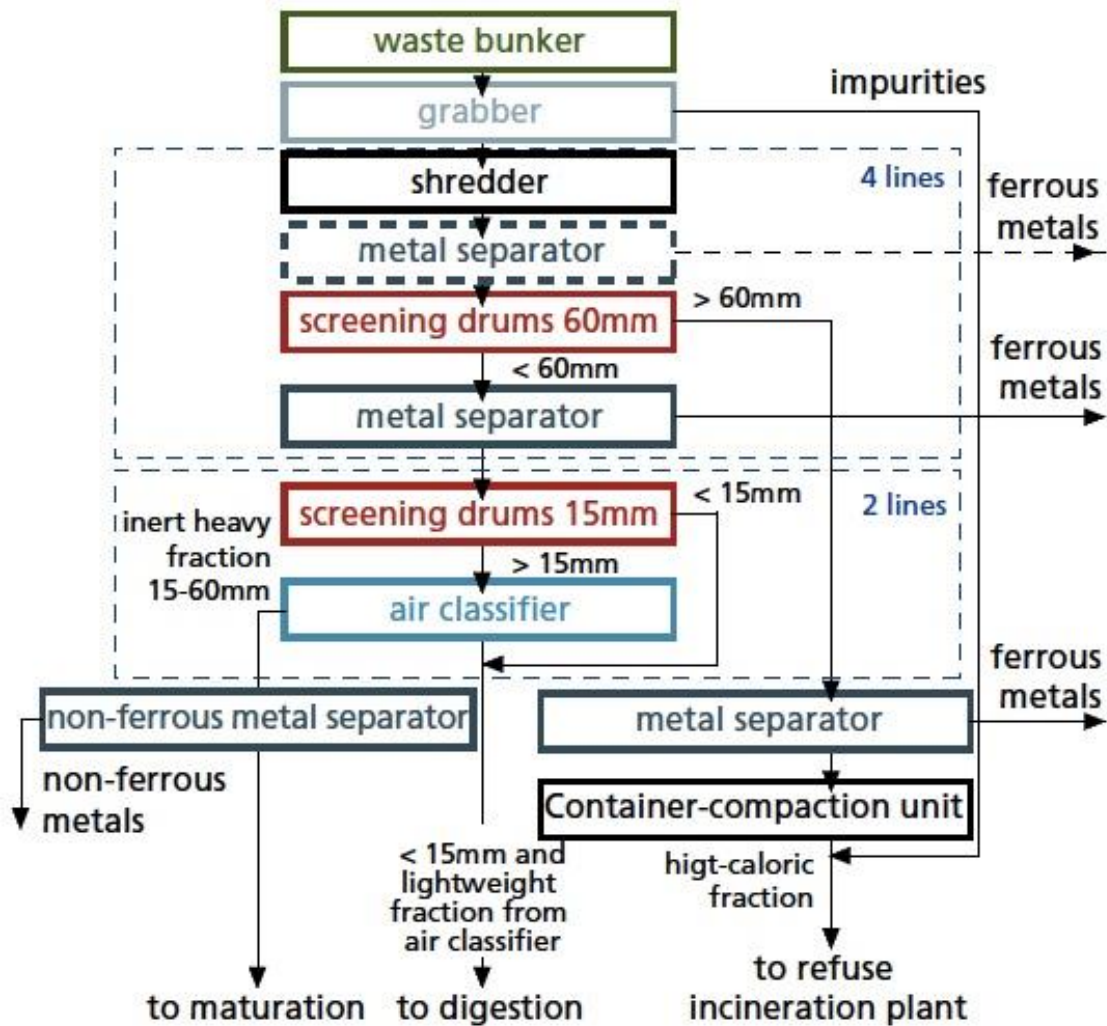 waste bunker
impurities
grabber
shredder
4 lines
ferrous
metals
metal separator
> 60mm
screening drums 60mm
< 60mm
ferrous
metals
metal separator
< 15mm
2 lines
screening drums 15mm
inert heavy
fraction
15-60mm
> 15mm
air classifier
ferrous
metals
non-ferrous metal separator
metal separator
non-ferrous
metals
Container-compaction unit
< 15mm and
lightweight
fraction from
air classifier
higt-caloric
fraction
to maturation
to digestion
to refuse
incineration plant